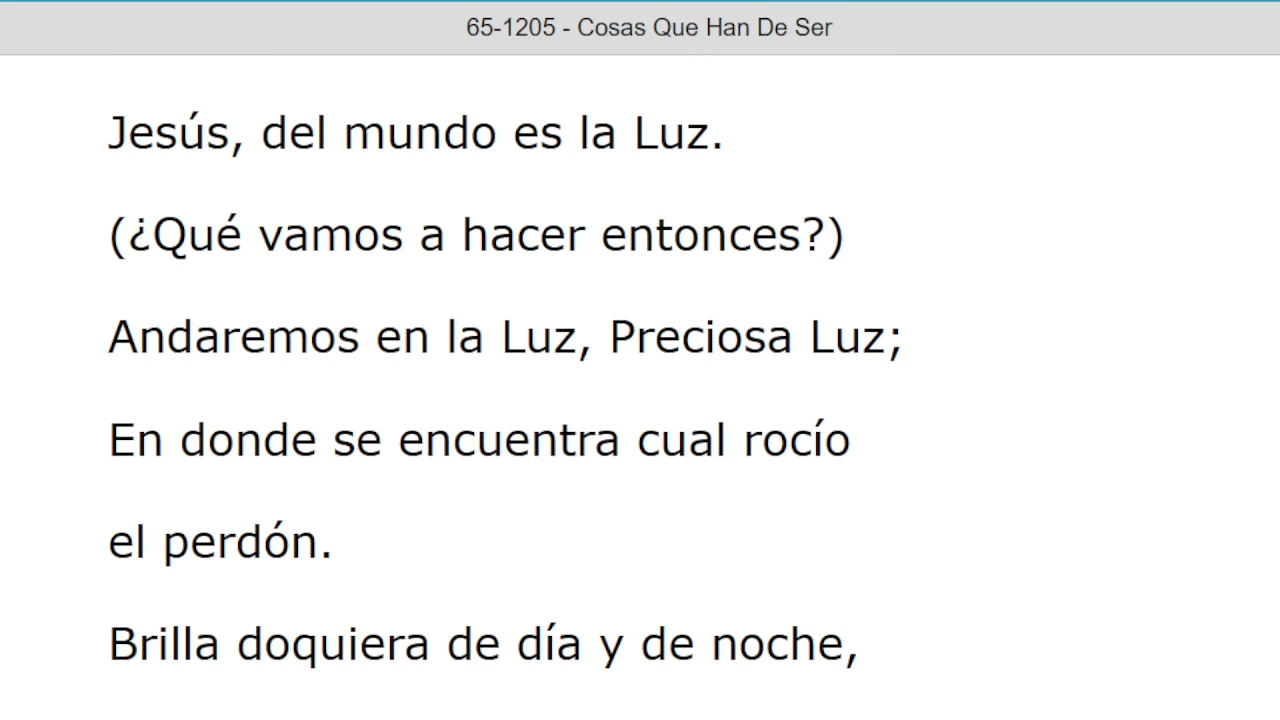 65-1205 - Cosas Que Han De Ser
Jesús, del mundo es la Luz.
(¿Qué vamos a hacer entonces?)
Andaremos en la Luz, Preciosa Luz;
En donde se encuentra cual rocío
el perdón.
Brilla doquiera de día y de noche,